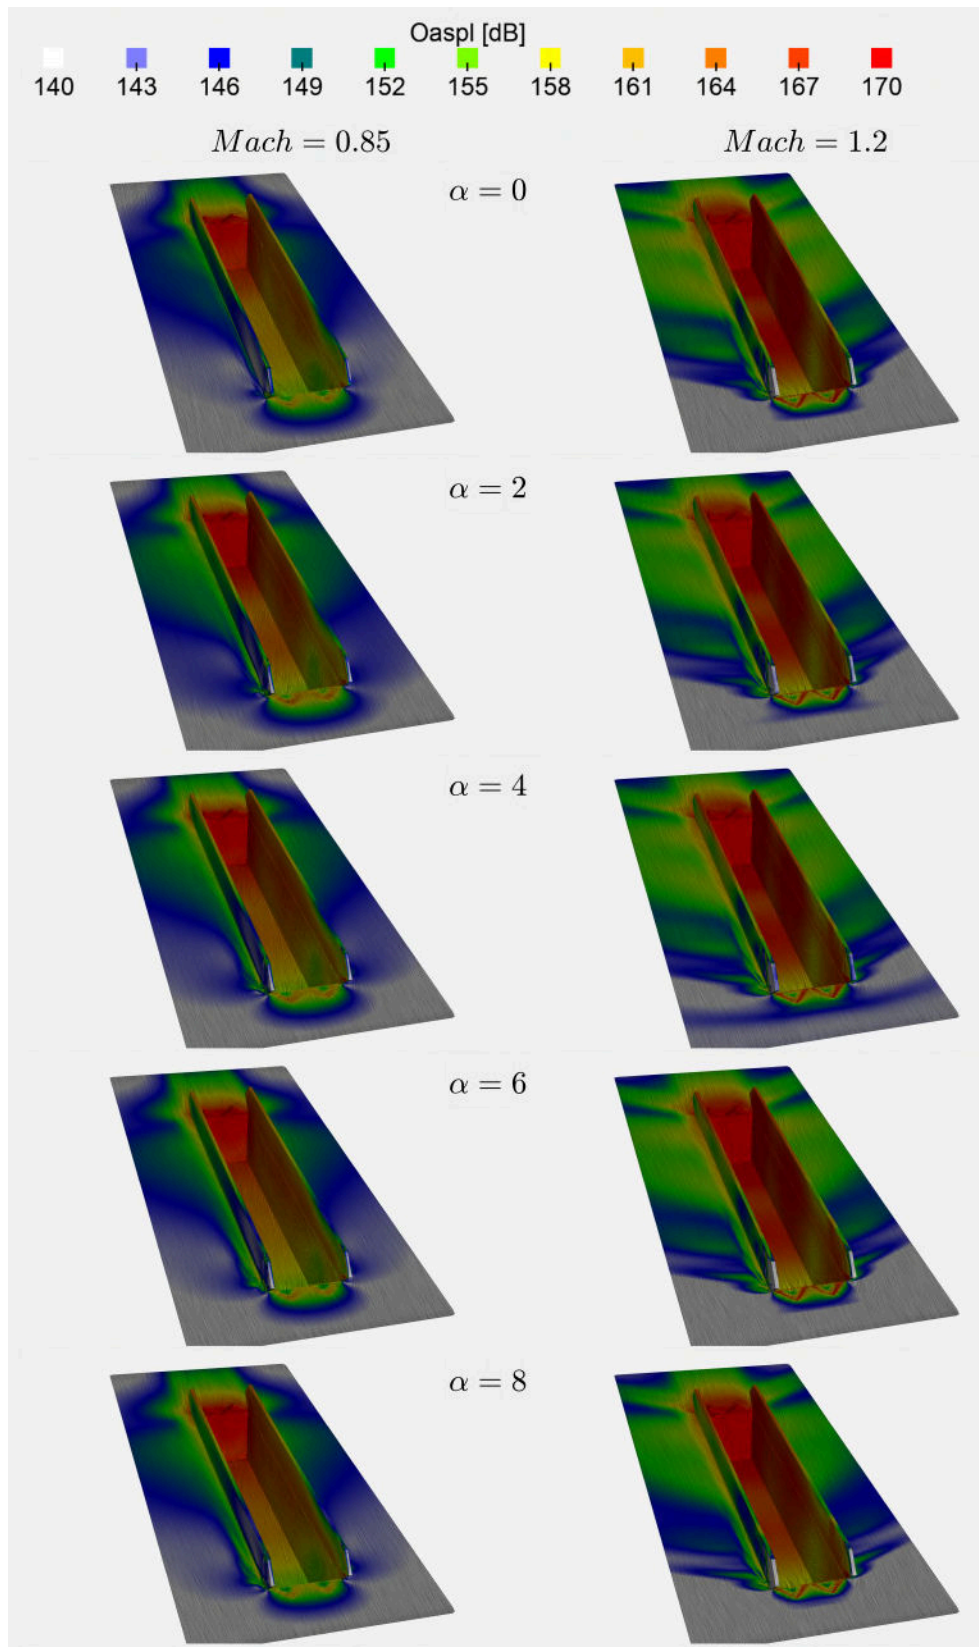 Oaspl [dB]
140 143 146 149 152 155 158 161 164 167 170
Mach = 0.85 Mach = 1.2
α = 0
α = 2
α = 4
α = 6
α = 8